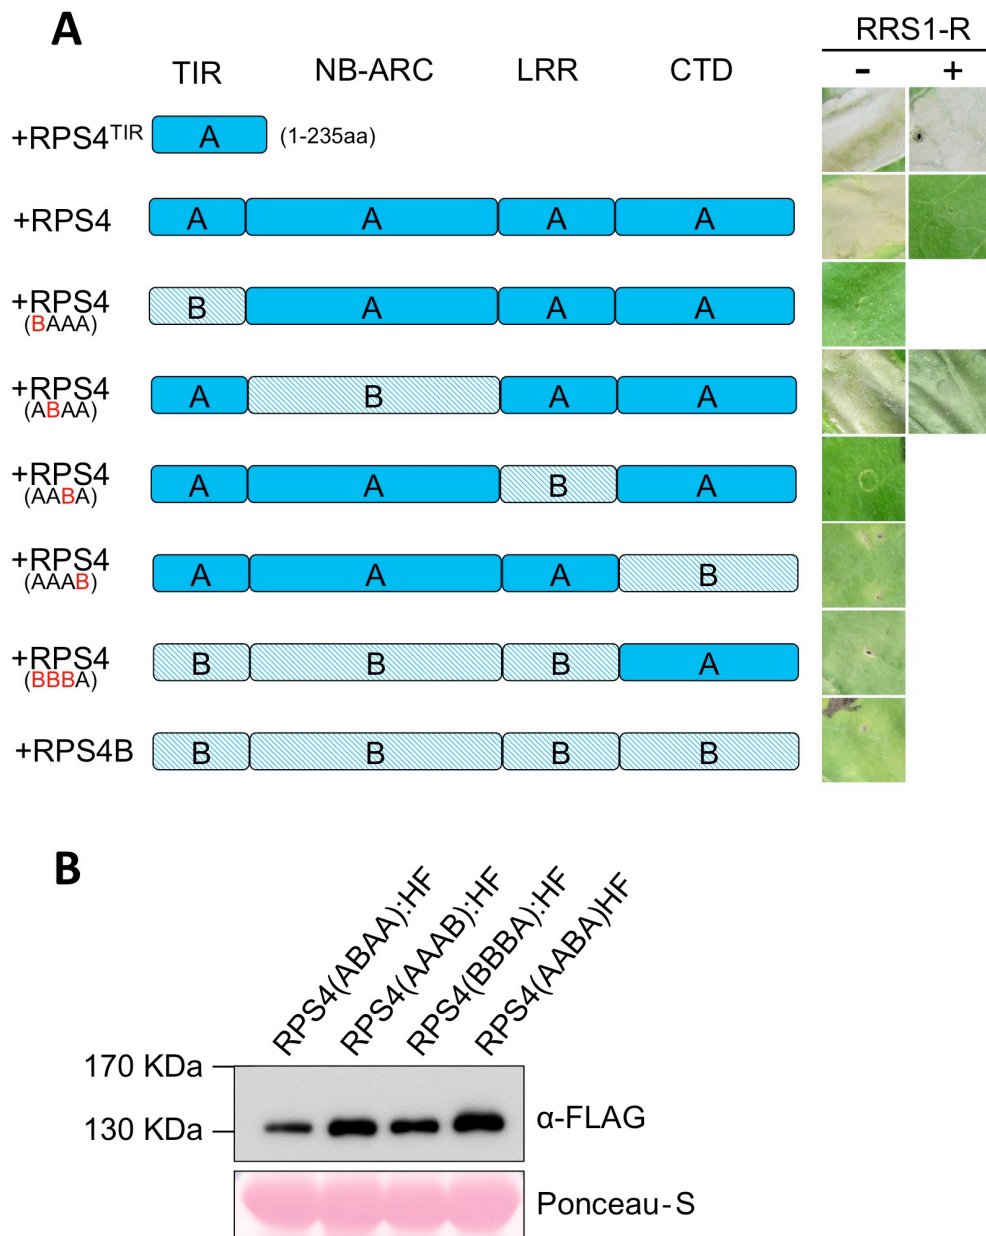 A
RRS1-R
TIR NB-ARC LRR CTD - +
+RPS4TIR A (1-235aa)
+RPS4 A A A A
+RPS4 B A A A
(BAAA)
+RPS4 A B A A
(ABAA)
+RPS4 A A B A
(AABA)
+RPS4 A A A B
(AAAB)
+RPS4 B B B A
(BBBA)
+RPS4B B B B B
B
RPS4(ABAA):HF
RPS4(AAAB):HF
RPS4(BBBA):HF
RPS4(AABA)HF
170 KDa
130 KDa α-FLAG
Ponceau-S